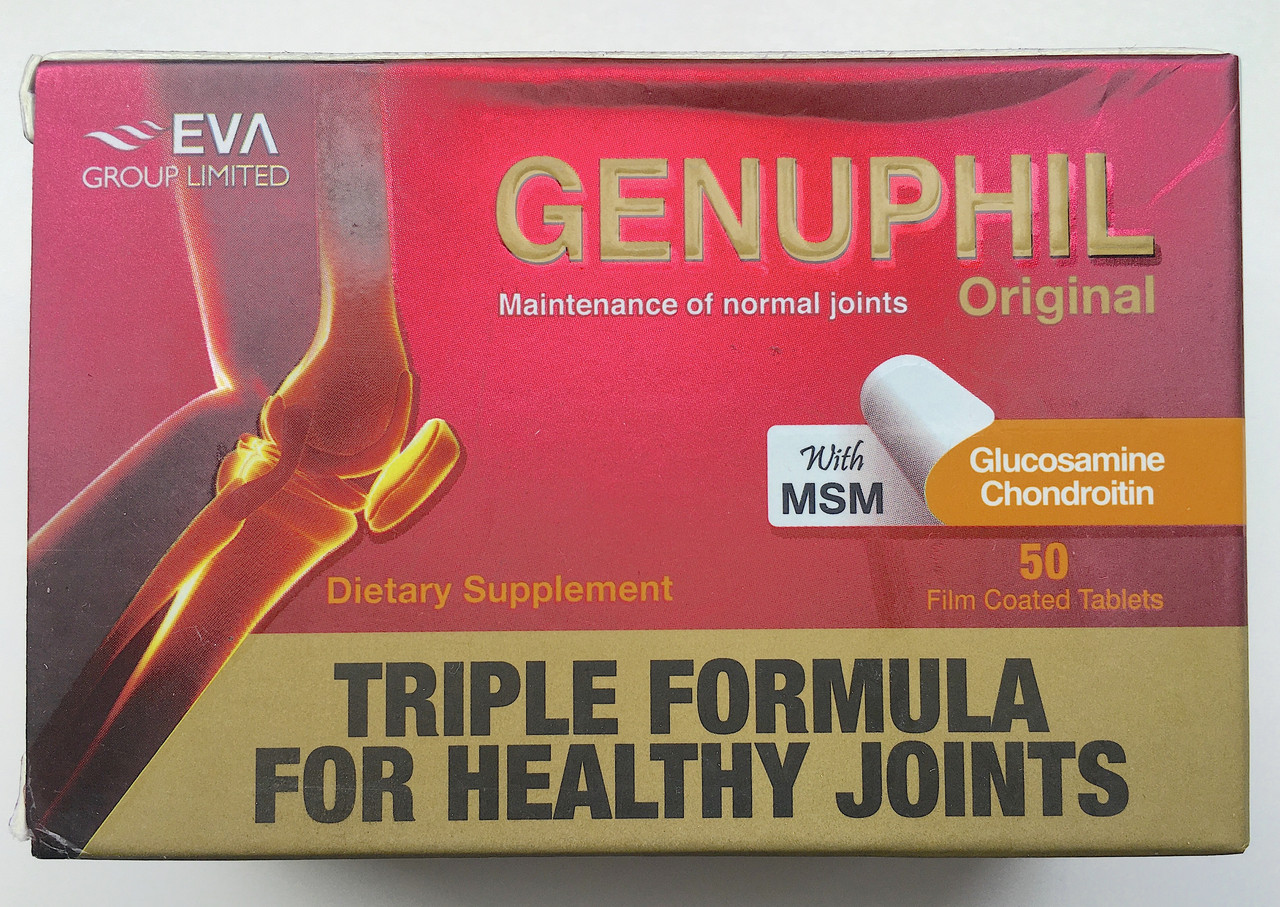 EVA
GROUP LIMITED
GENUPHIL
Original
Maintenance of normal joints
With
MSM
Glucosamine
Chondroitin
50
Film Coated Tablets
Dietary Supplement
TRIPLE FORMULA
FOR HEALTHY JOINTS